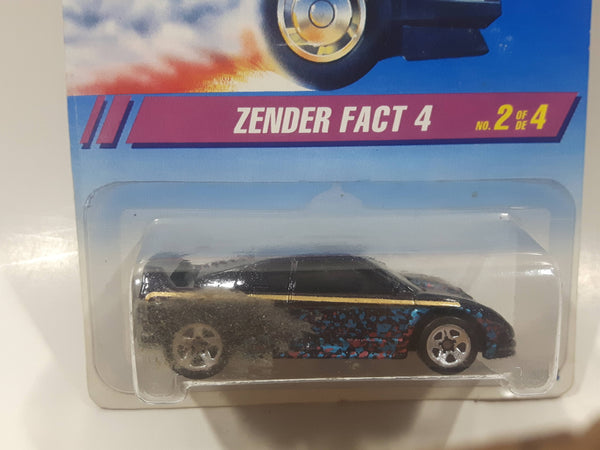 ZENDER FACT 4
NO. 2 OF DE 4